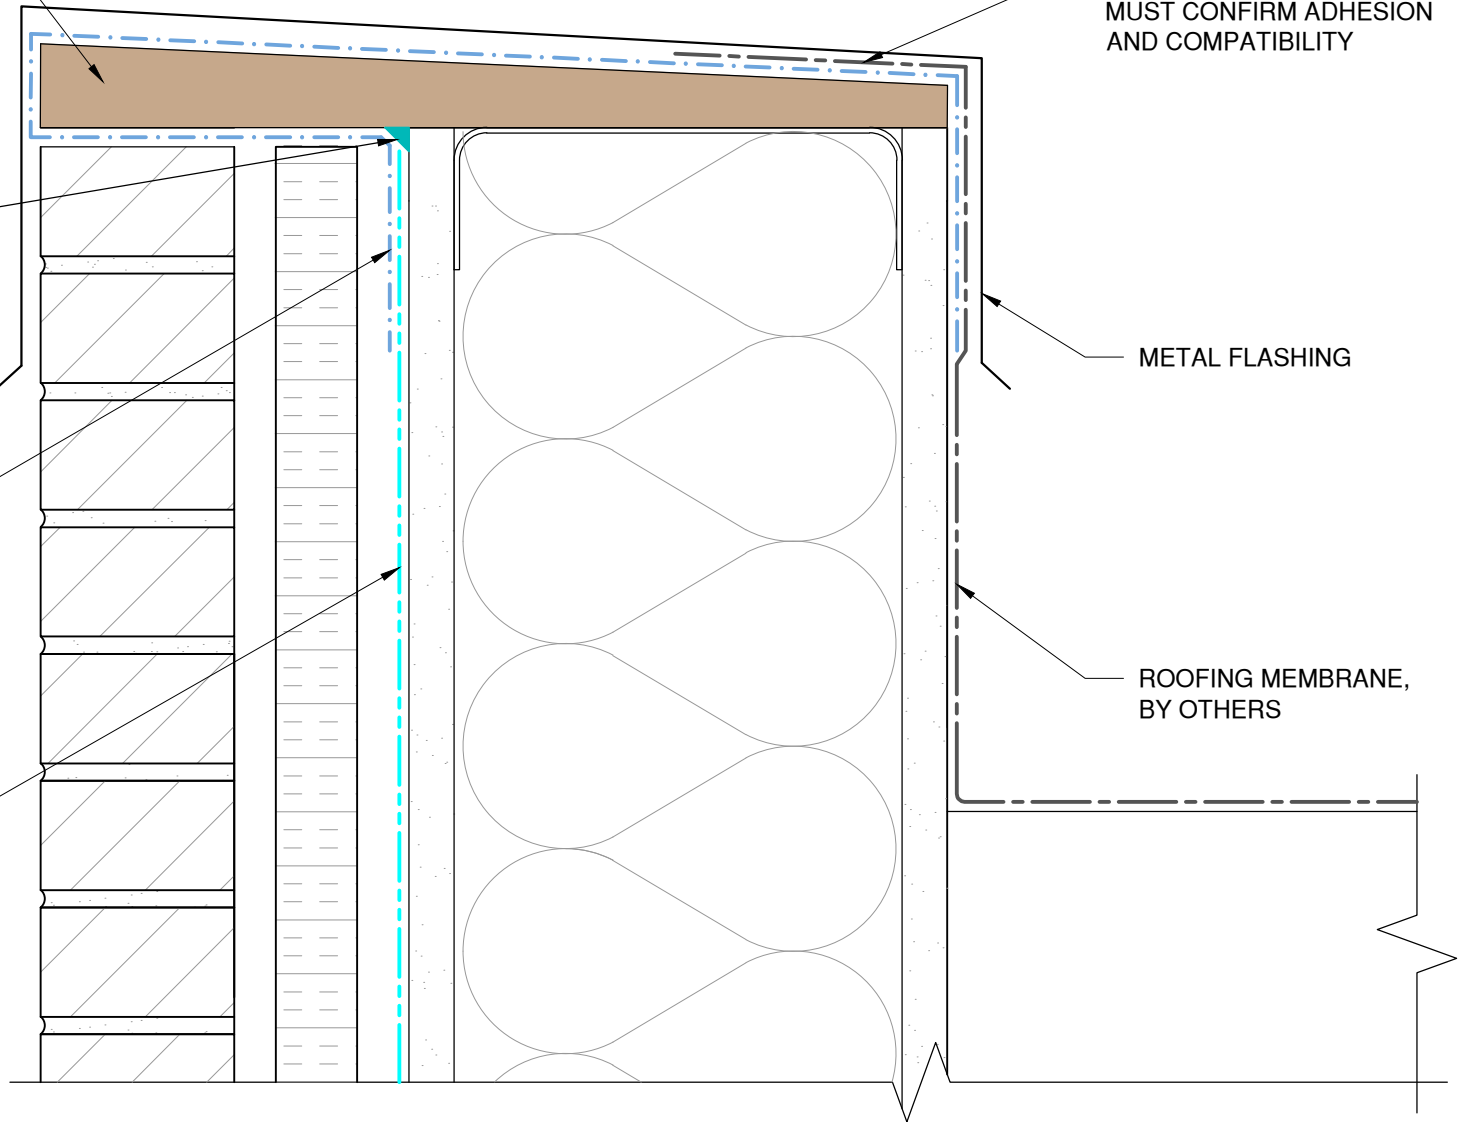 MUST CONFIRM ADHESION
AND COMPATIBILITY
METAL FLASHING
ROOFING MEMBRANE,
BY OTHERS